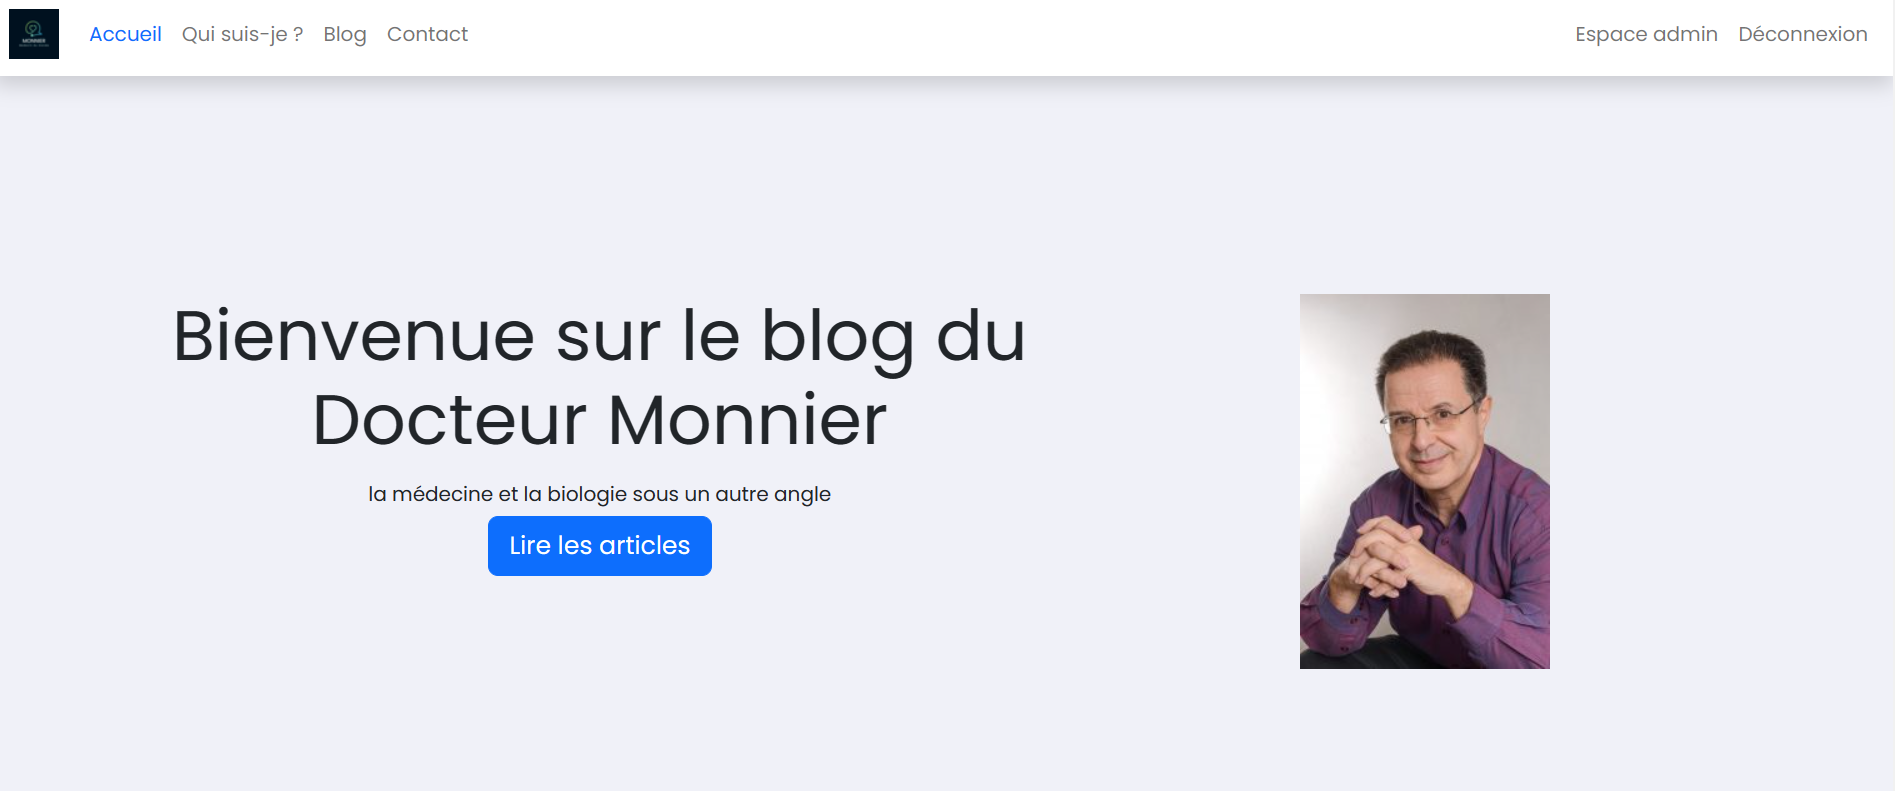 MONNIER
Accueil
Qui suis-je ?
Blog
Contact
Espace admin
Déconnexion
Bienvenue sur le blog du
Docteur Monnier
la médecine et la biologie sous un autre angle
Lire les articles